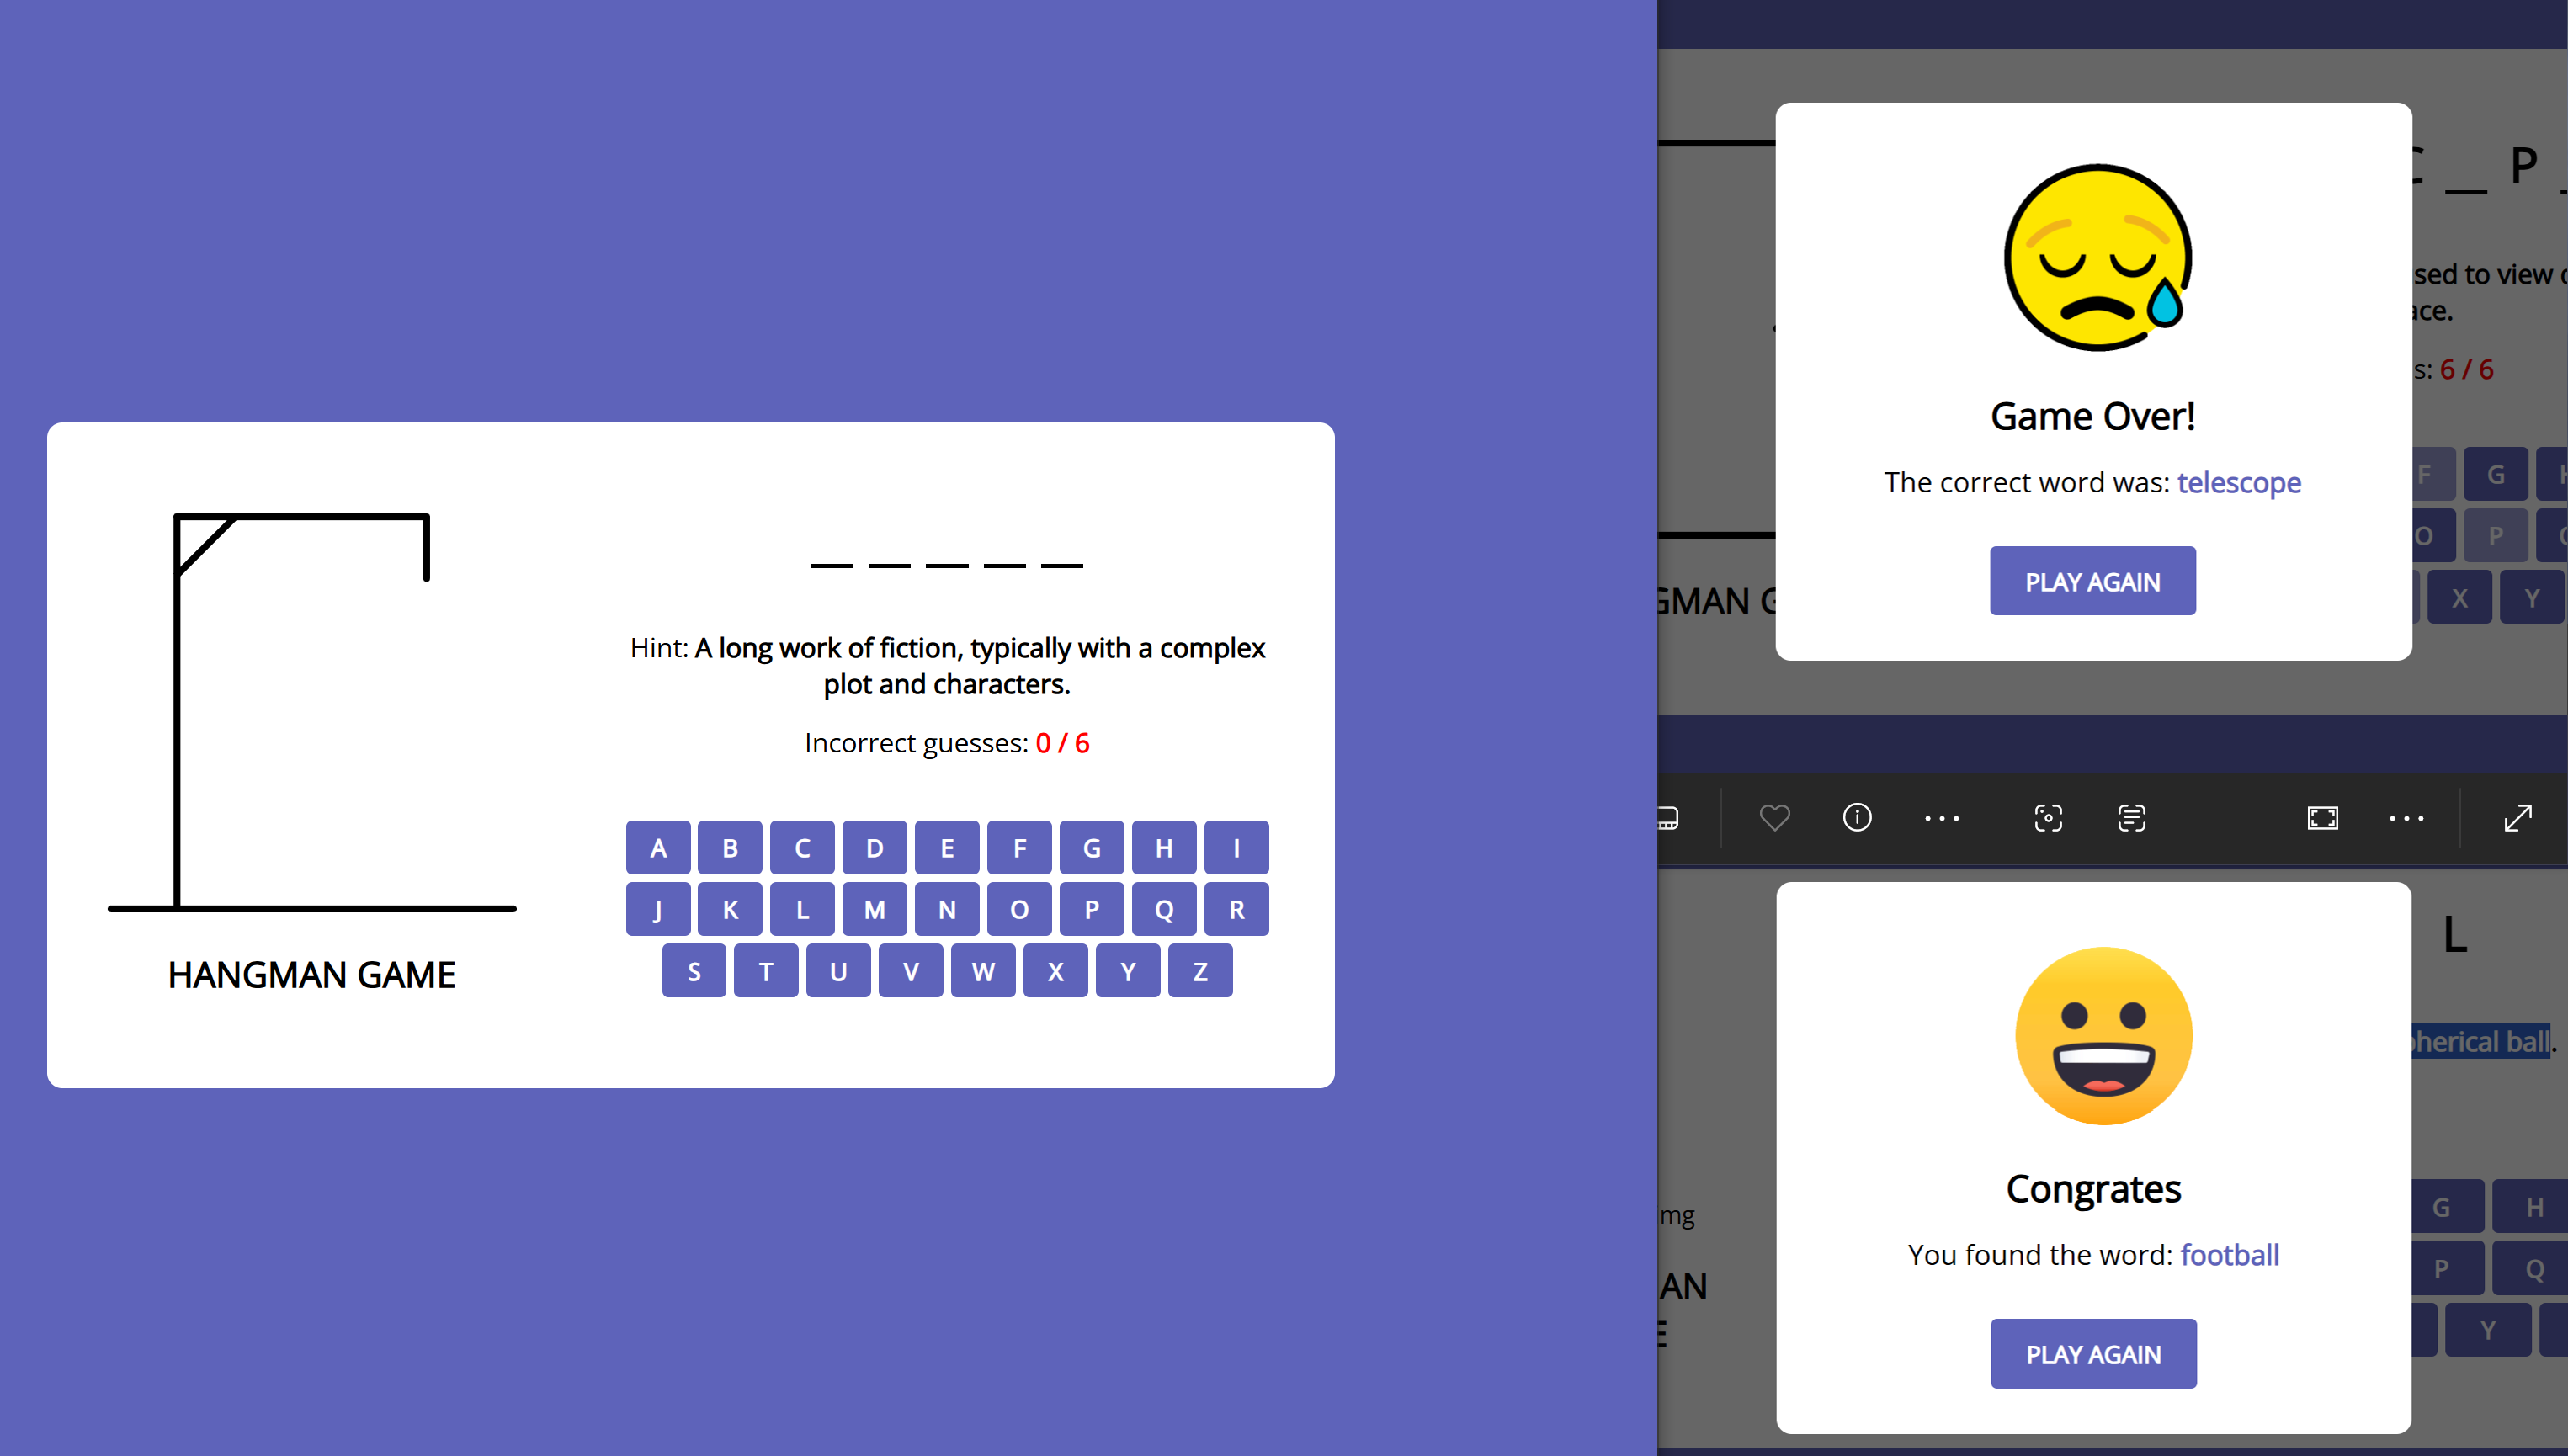 Hint: A long work of fiction, typically with a complex
plot and characters.
Incorrect guesses: 0 / 6
A B C D E F G H I
J K L M N O P Q R
S T U V W X Y Z
HANGMAN GAME
C _ P _
sed to view
ace.
s: 6 / 6
F G H
O P
X Y
GMAN G
Game Over!
The correct word was: telescope
PLAY AGAIN
L
pherical ball.
mg
AN
E
G H
P Q
Y
Congrates
You found the word: football
PLAY AGAIN